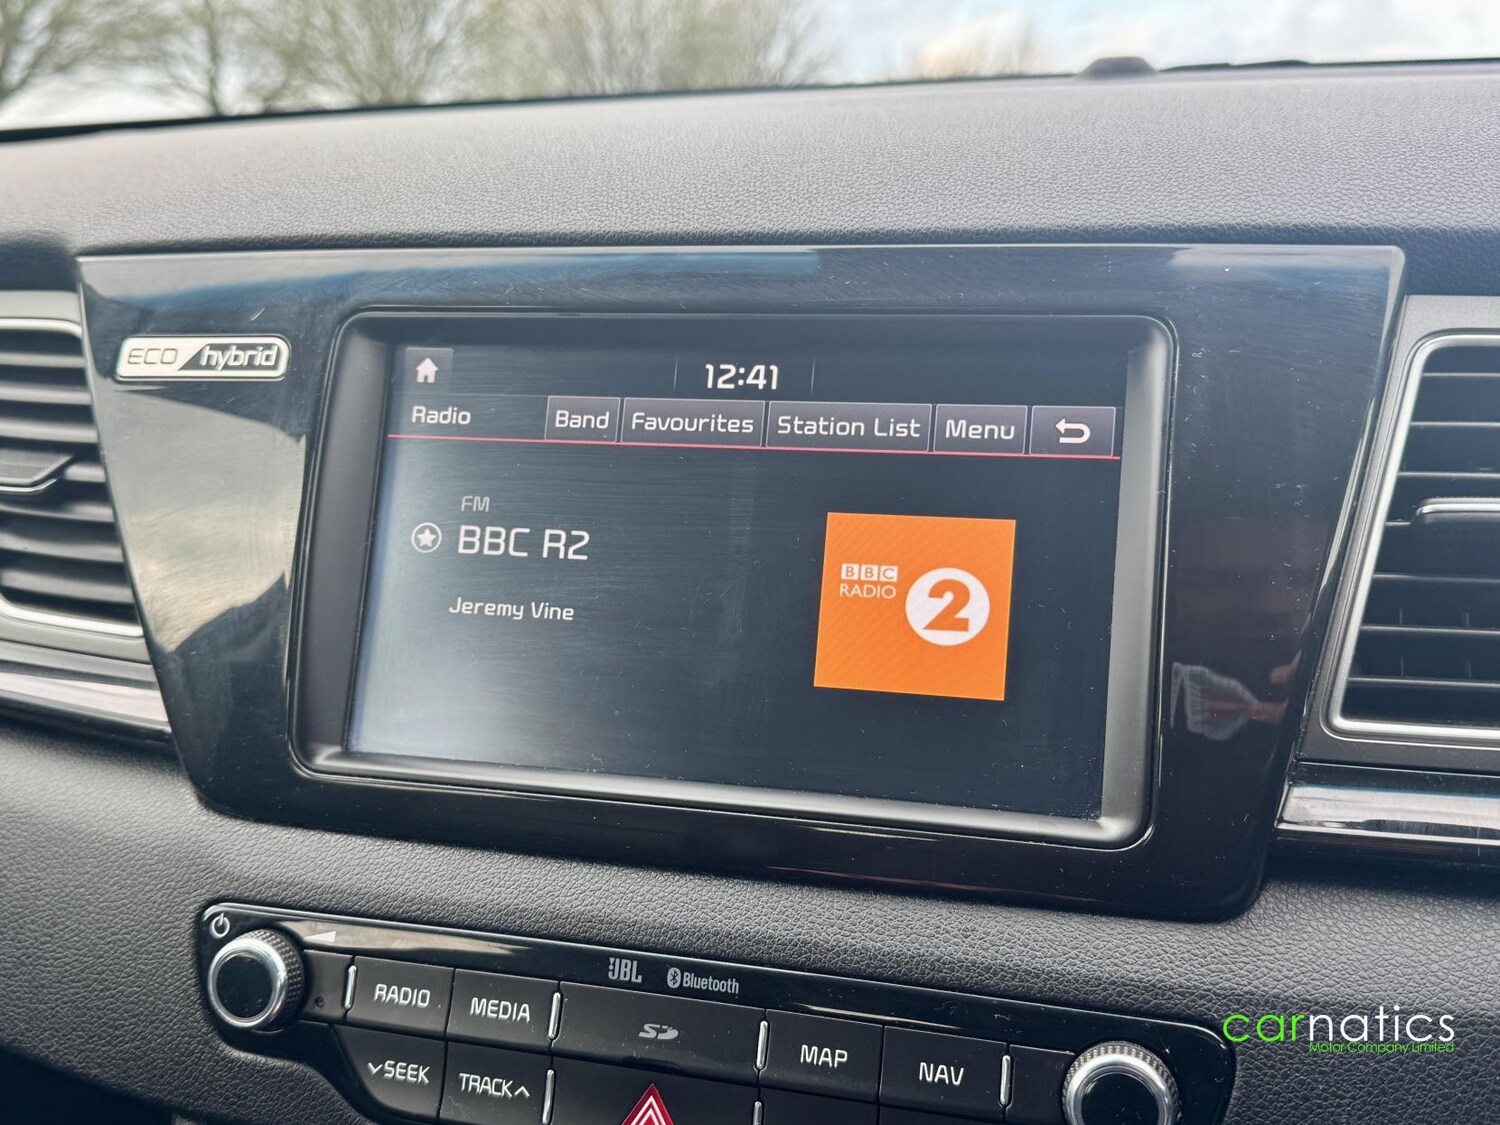 ECO hybrid
12:41
Radio Band Favourites Station List Menu
FM
BBC R2
Jeremy Vine
BBC
RADIO 2
JBL Bluetooth
RADIO MEDIA SD MAP NAV
SEEK TRACK
carnatics
Motor Company Limited